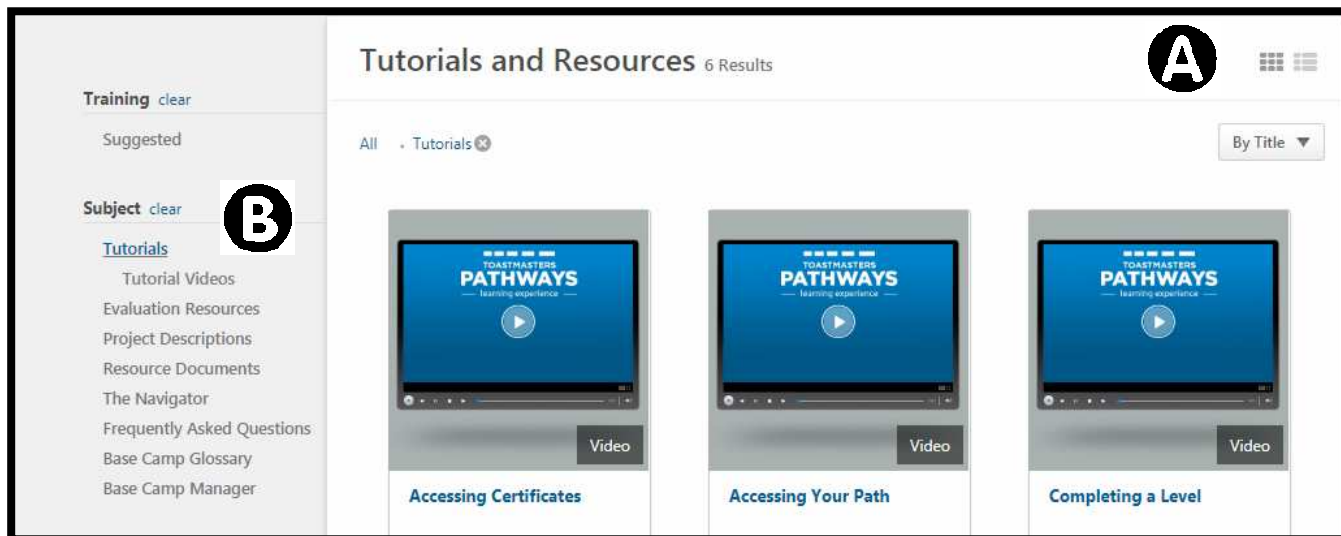 Tutorials and Resources 6 Results
A
Training clear
Suggested
All
Tutorials
By Title
Subject clear
B
Tutorials
Tutorial Videos
Evaluation Resources
Project Descriptions
Resource Documents
The Navigator
Frequently Asked Questions
Base Camp Glossary
Base Camp Manager
TOASTMASTERS
PATHWAYS
learning experience
Video
Accessing Certificates
TOASTMASTERS
PATHWAYS
learning experience
Video
Accessing Your Path
TOASTMASTERS
PATHWAYS
learning experience
Video
Completing a Level